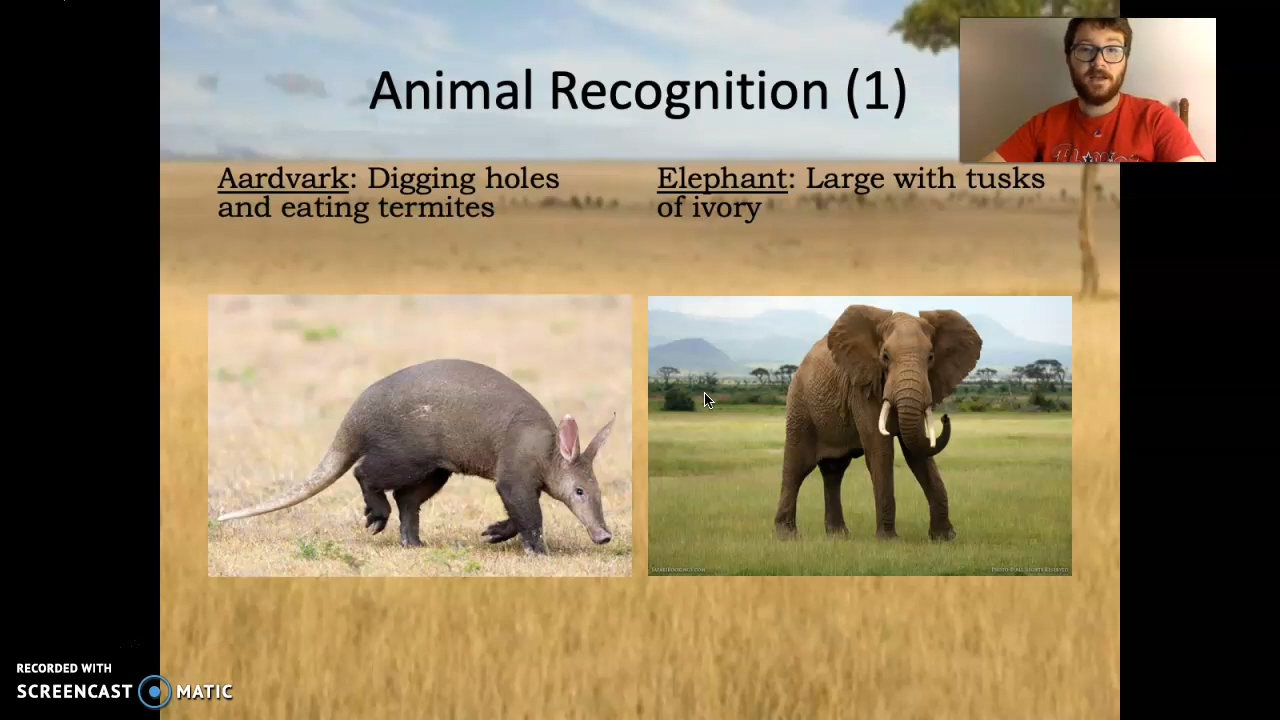 Animal Recognition (1)
Aardvark: Digging holes
and eating termites
Elephant: Large with tusks
of ivory
RECORDED WITH
SCREENCAST MATIC